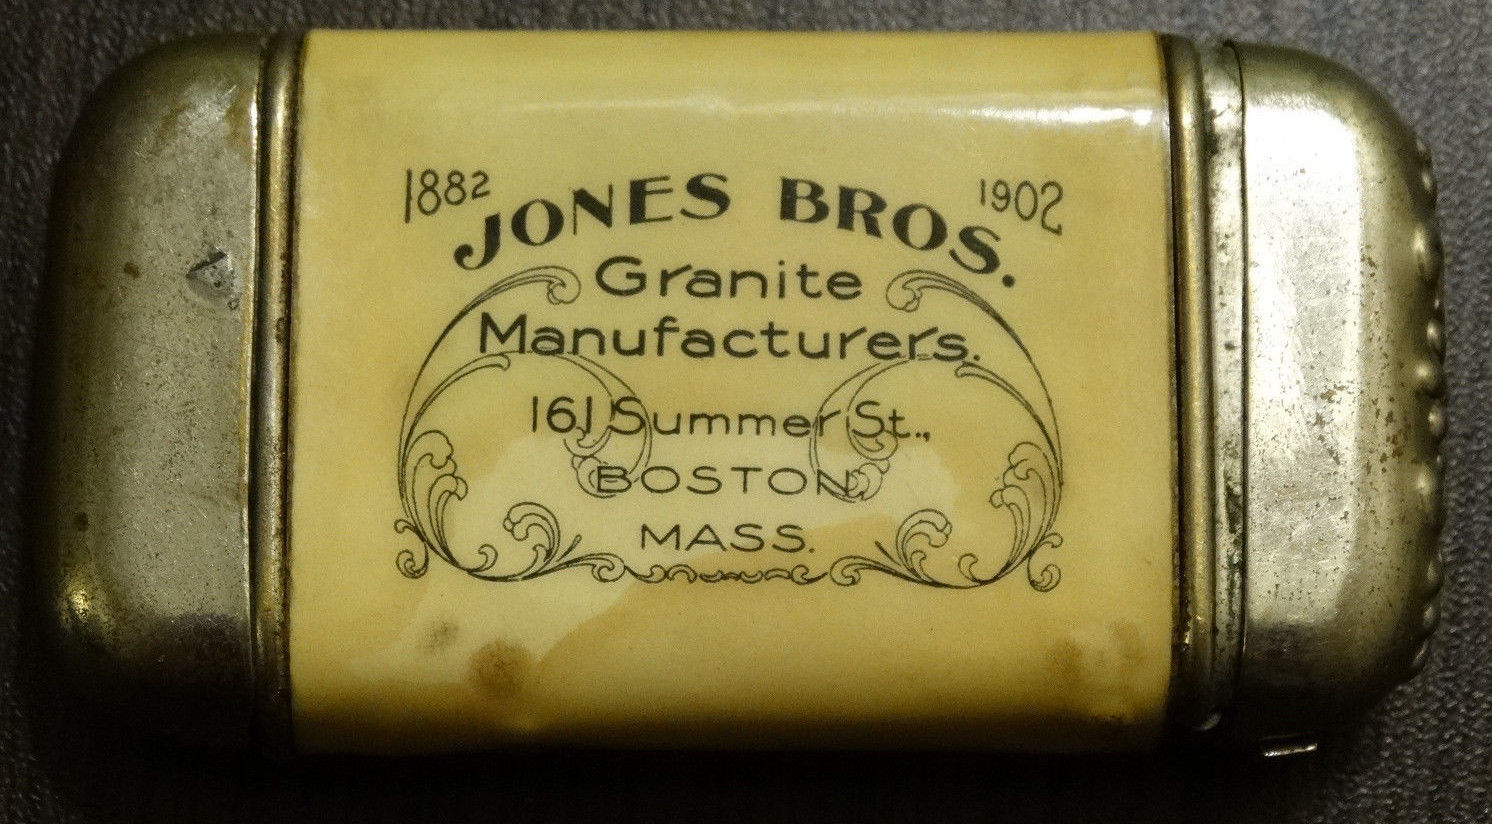 1882 JONES BROS. 1902
Granite
Manufacturers.
161 Summer St.,
BOSTON
MASS.